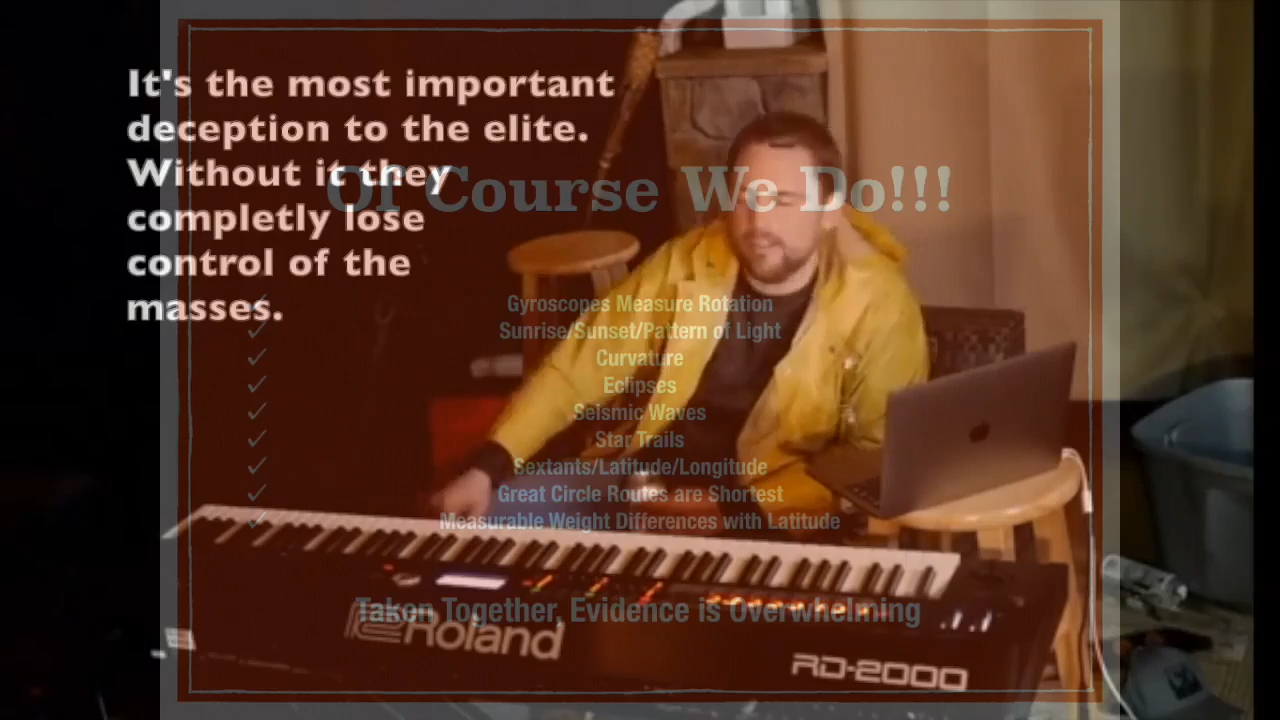 It's the most important
deception to the elite.
Without it they
completly lose
control of the
masses.
Of Course We Do!!!
Gyroscopes Measure Rotation
Sunrise/Sunset/Pattern of Light
Curvature
Eclipses
Seismic Waves
Star Trails
Sextants/Latitude/Longitude
Great Circle Routes are Shortest
Measurable Weight Differences with Latitude
Taken Together, Evidence is Overwhelming
Roland
RD-2000